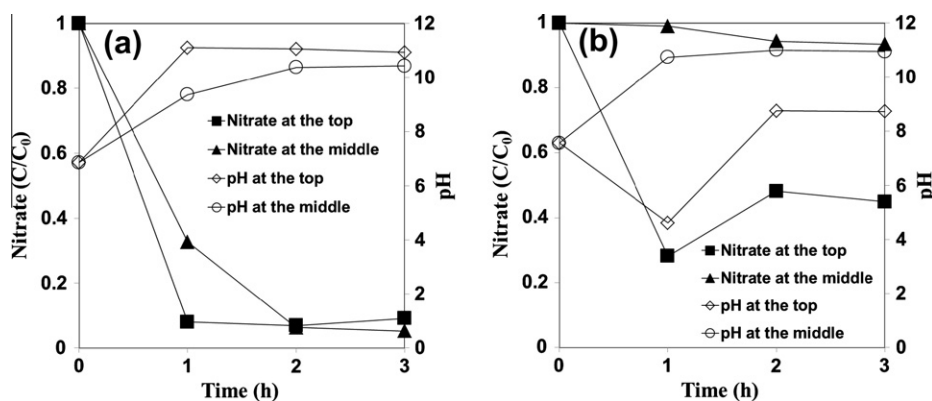 (a)
Nitrate (C/C0)
1
0.8
0.6
0.4
0.2
0
12
10
8
6
4
2
0
pH
Nitrate at the top
Nitrate at the middle
pH at the top
pH at the middle
0 1 2 3
Time (h)
(b)
Nitrate (C/C0)
1
0.8
0.6
0.4
0.2
0
12
10
8
6
4
2
0
pH
Nitrate at the top
Nitrate at the middle
pH at the top
pH at the middle
0 1 2 3
Time (h)